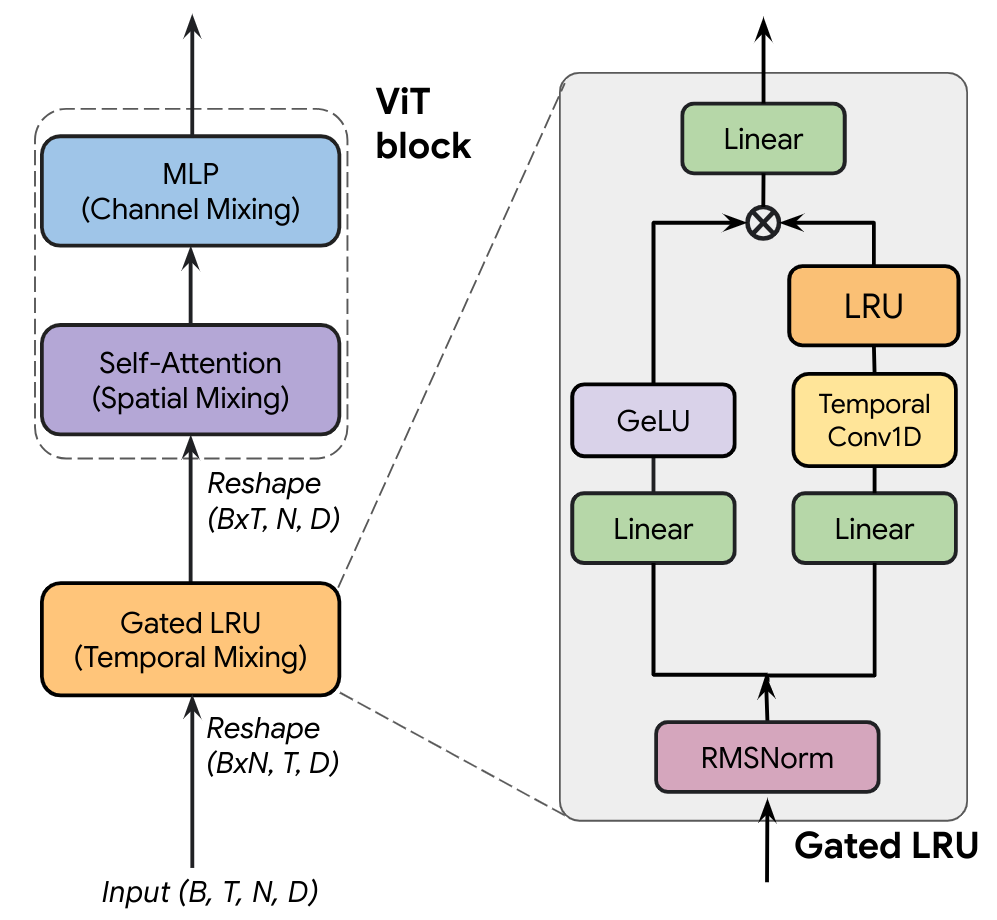 ViT
block
MLP
(Channel Mixing)
Self-Attention
(Spatial Mixing)
Reshape
(BxT, N, D)
Gated LRU
(Temporal Mixing)
Reshape
(BxN, T, D)
Input (B, T, N, D)
Linear
LRU
GeLU
Temporal
Conv1D
Linear
Linear
RMSNorm
Gated LRU